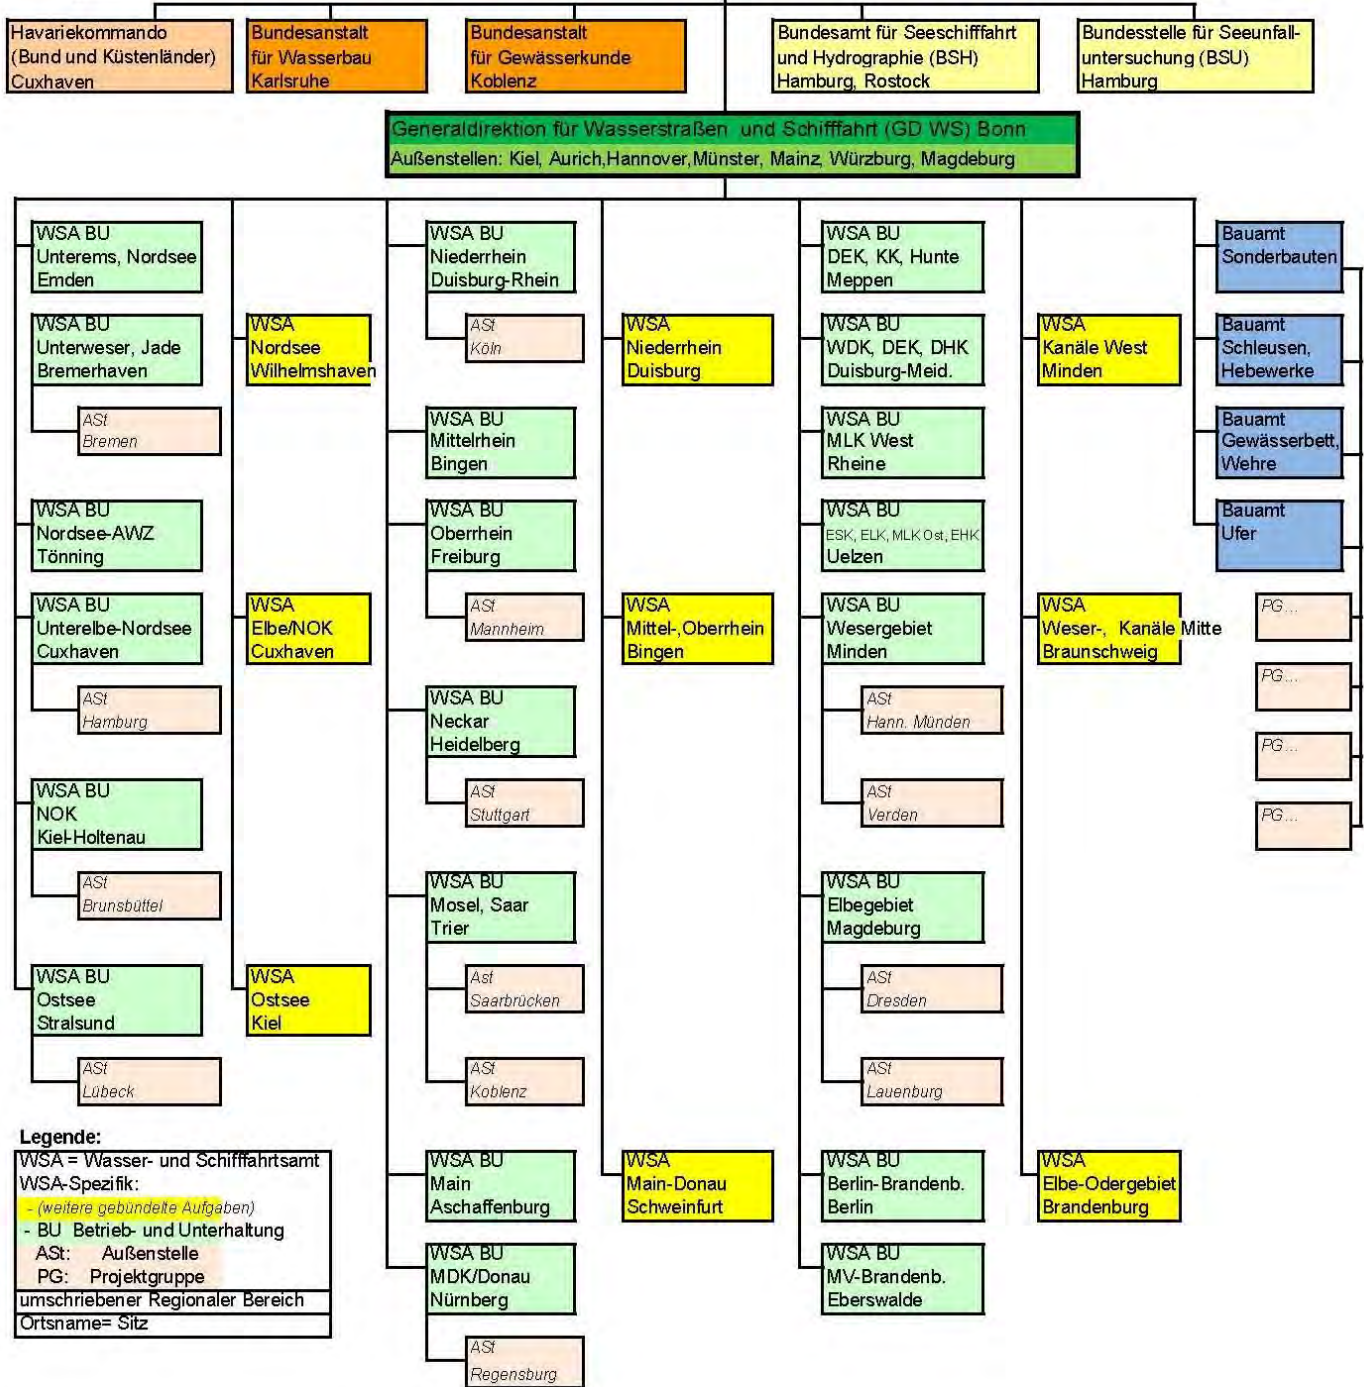 Havariekommando
(Bund und Küstenländer)
Cuxhaven
Bundesanstalt
für Wasserbau
Karlsruhe
Bundesanstalt
für Gewässerkunde
Koblenz
Bundesamt für Seeschifffahrt
und Hydrographie (BSH)
Hamburg, Rostock
Bundesstelle für Seeunfall-
untersuchung (BSU)
Hamburg
Generaldirektion für Wasserstraßen und Schifffahrt (GD WS) Bonn
Außenstellen: Kiel, Aurich,Hannover,Münster, Mainz, Würzburg, Magdeburg
WSA BU
Unterems, Nordsee
Emden
WSA BU
Unterweser, Jade
Bremerhaven
ASt
Bremen
WSA BU
Nordsee-AWZ
Tönning
WSA BU
Unterelbe-Nordsee
Cuxhaven
ASt
Hamburg
WSA BU
NOK
Kiel-Holtenau
ASt
Brunsbüttel
WSA BU
Ostsee
Stralsund
ASt
Lübeck
WSA
Nordsee
Wilhelmshaven
WSA
Elbe/NOK
Cuxhaven
WSA
Ostsee
Kiel
WSA BU
Niederrhein
Duisburg-Rhein
ASt
Köln
WSA BU
Mittelrhein
Bingen
WSA BU
Oberrhein
Freiburg
ASt
Mannheim
WSA BU
Neckar
Heidelberg
ASt
Stuttgart
WSA BU
Mosel, Saar
Trier
Ast
Saarbrücken
ASt
Koblenz
WSA BU
Main
Aschaffenburg
WSA BU
MDK/Donau
Nürnberg
ASt
Regensburg
WSA
Niederrhein
Duisburg
WSA
Mittel-,Oberrhein
Bingen
WSA
Main-Donau
Schweinfurt
WSA BU
DEK, KK, Hunte
Meppen
WSA BU
WDK, DEK, DHK
Duisburg-Meid.
WSA BU
MLK West
Rheine
WSA BU
ESK, ELK, MLK Ost, EHK
Uelzen
WSA BU
Wesergebiet
Minden
ASt
Hann. Münden
ASt
Verden
WSA BU
Elbegebiet
Magdeburg
ASt
Dresden
ASt
Lauenburg
WSA BU
Berlin-Brandenb.
Berlin
WSA BU
MV-Brandenb.
Eberswalde
WSA
Kanäle West
Minden
WSA
Weser-, Kanäle Mitte
Braunschweig
WSA
Elbe-Odergebiet
Brandenburg
Bauamt
Sonderbauten
Bauamt
Schleusen,
Hebewerke
Bauamt
Gewässerbett,
Wehre
Bauamt
Ufer
PG...
PG...
PG...
PG...
Legende:
WSA = Wasser- und Schifffahrtsamt
WSA-Spezifik:
- (weitere gebündelte Aufgaben)
- BU Betrieb- und Unterhaltung
ASt: Außenstelle
PG: Projektgruppe
umschriebener Regionaler Bereich
Ortsname= Sitz